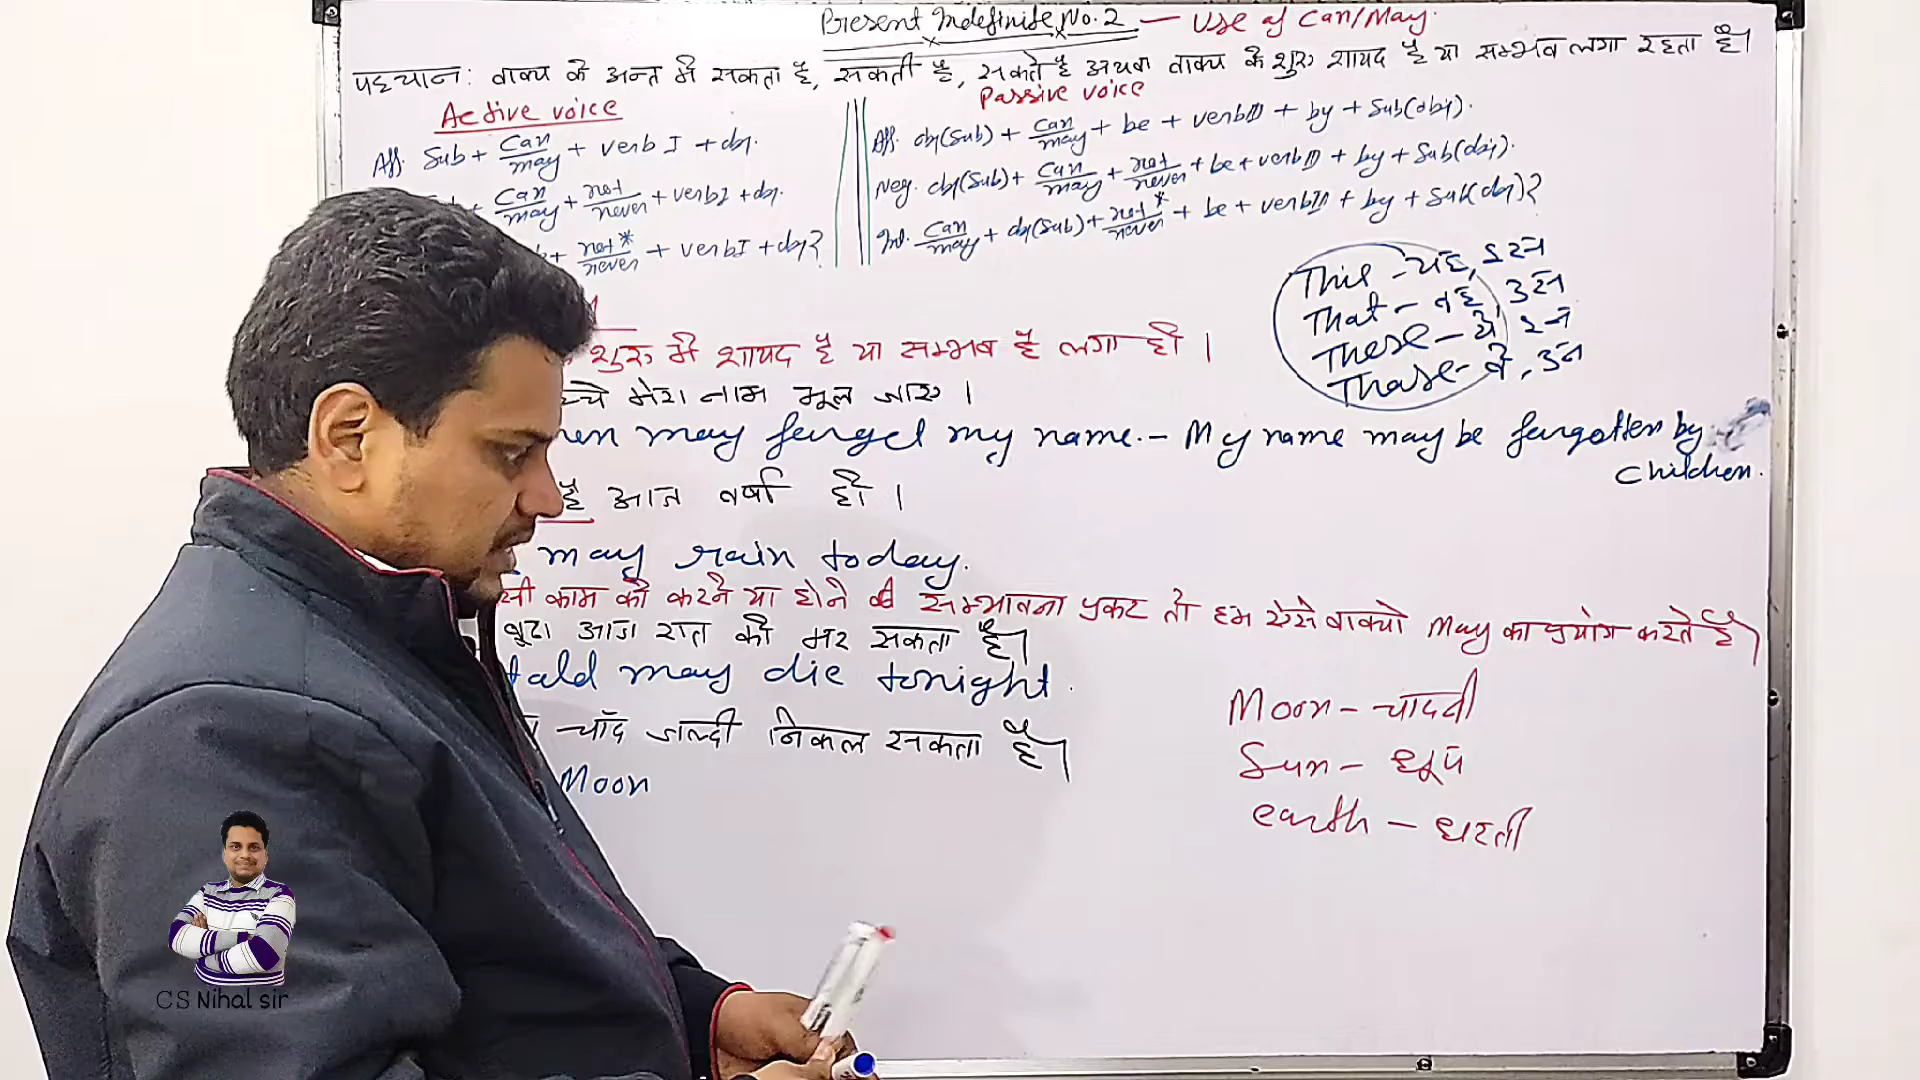 Present Indefinite No. 2 — Use of Can/May.
पहचान: वाक्य के अन्त में सकता है, सकती है, सकते है अथवा वाक्य के शुरु शायद है या सम्भव लगा रहता है।
Active voice
Passive voice
Aff. Sub + Can/may + verb I + obj.
Can/may + not/never + verb I + obj.
+ not*/never + verb I + obj?
Aff. obj(Sub) + Can/may + be + verb III + by + Sub(obj).
Neg. obj(Sub) + Can/may + not/never + be + verb III + by + Sub(obj).
Int. Can/may + obj(Sub) + not*/never + be + verb III + by + Sub(obj)?
This - यह, इस
That - वह, उस
These - ये, इन
Those - वे, उन
शुरु में शायद है या सम्भव है लगा हो।
च्चे मेरा नाम भूल जाए।
ren may forget my name. - My name may be forgotten by
Children.
है आज वर्षा हो।
may rain today.
सी काम को करने या होने की सम्भावना प्रकट तो हम ऐसे वाक्यो May का प्रयोग करते है।
बूढा आज रात को मर सकता है।
old may die tonight.
चाँद जल्दी निकल सकता है।
Moon
Moon - चादनी
Sun - धूप
earth - धरती
CS Nihal sir